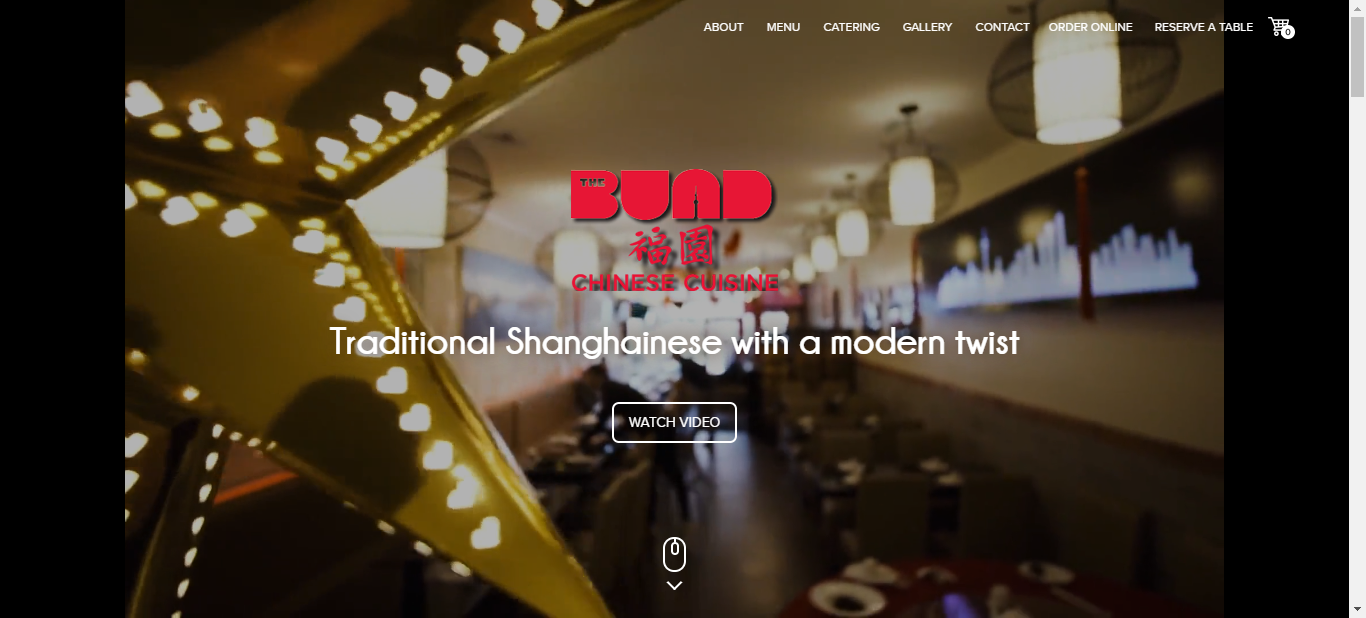 ABOUT MENU CATERING GALLERY CONTACT ORDER ONLINE RESERVE A TABLE 0
THE
BUND
福園
CHINESE CUISINE
Traditional Shanghainese with a modern twist
WATCH VIDEO